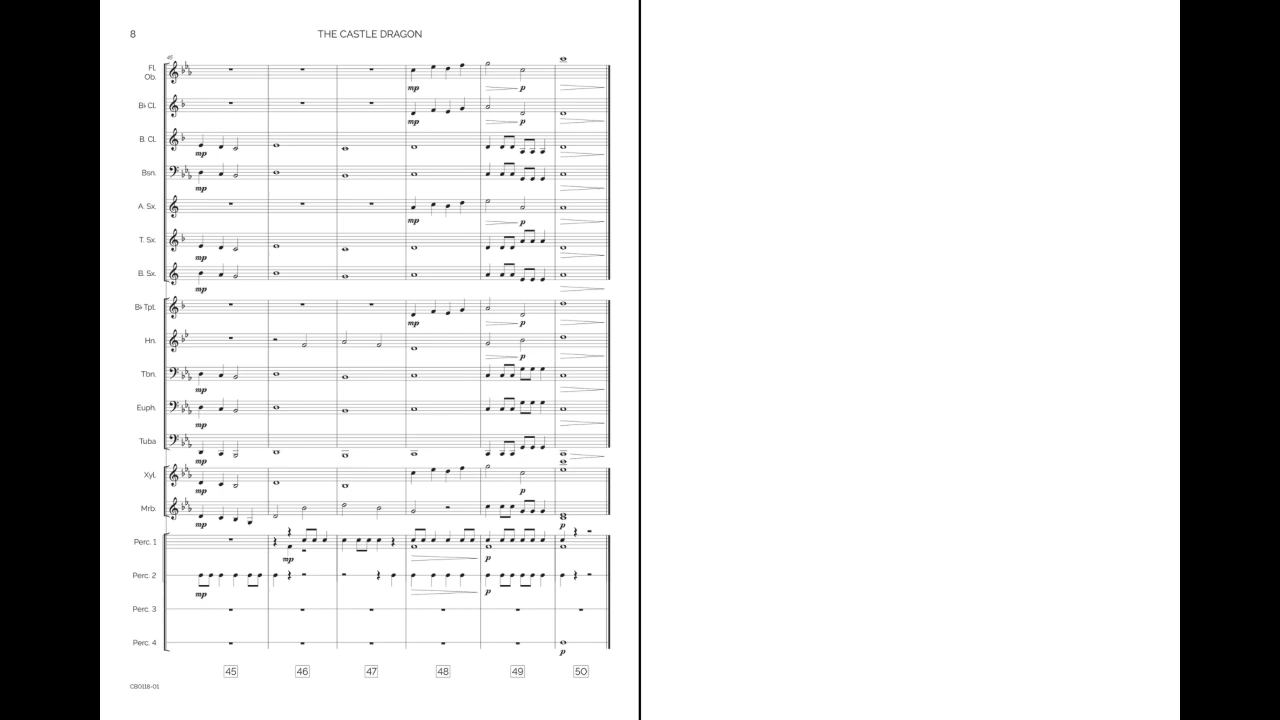 8
THE CASTLE DRAGON
45
Fl.
Ob.
mp
p
B♭ Cl.
mp
p
B. Cl.
mp
Bsn.
mp
A. Sx.
mp
p
T. Sx.
mp
B. Sx.
mp
B♭ Tpt.
mp
p
Hn.
p
Tbn.
mp
Euph.
mp
Tuba
mp
Xyl.
mp
p
Mrb.
mp
p
Perc. 1
mp
p
Perc. 2
mp
p
Perc. 3
Perc. 4
p
45 46 47 48 49 50
CB0118-01